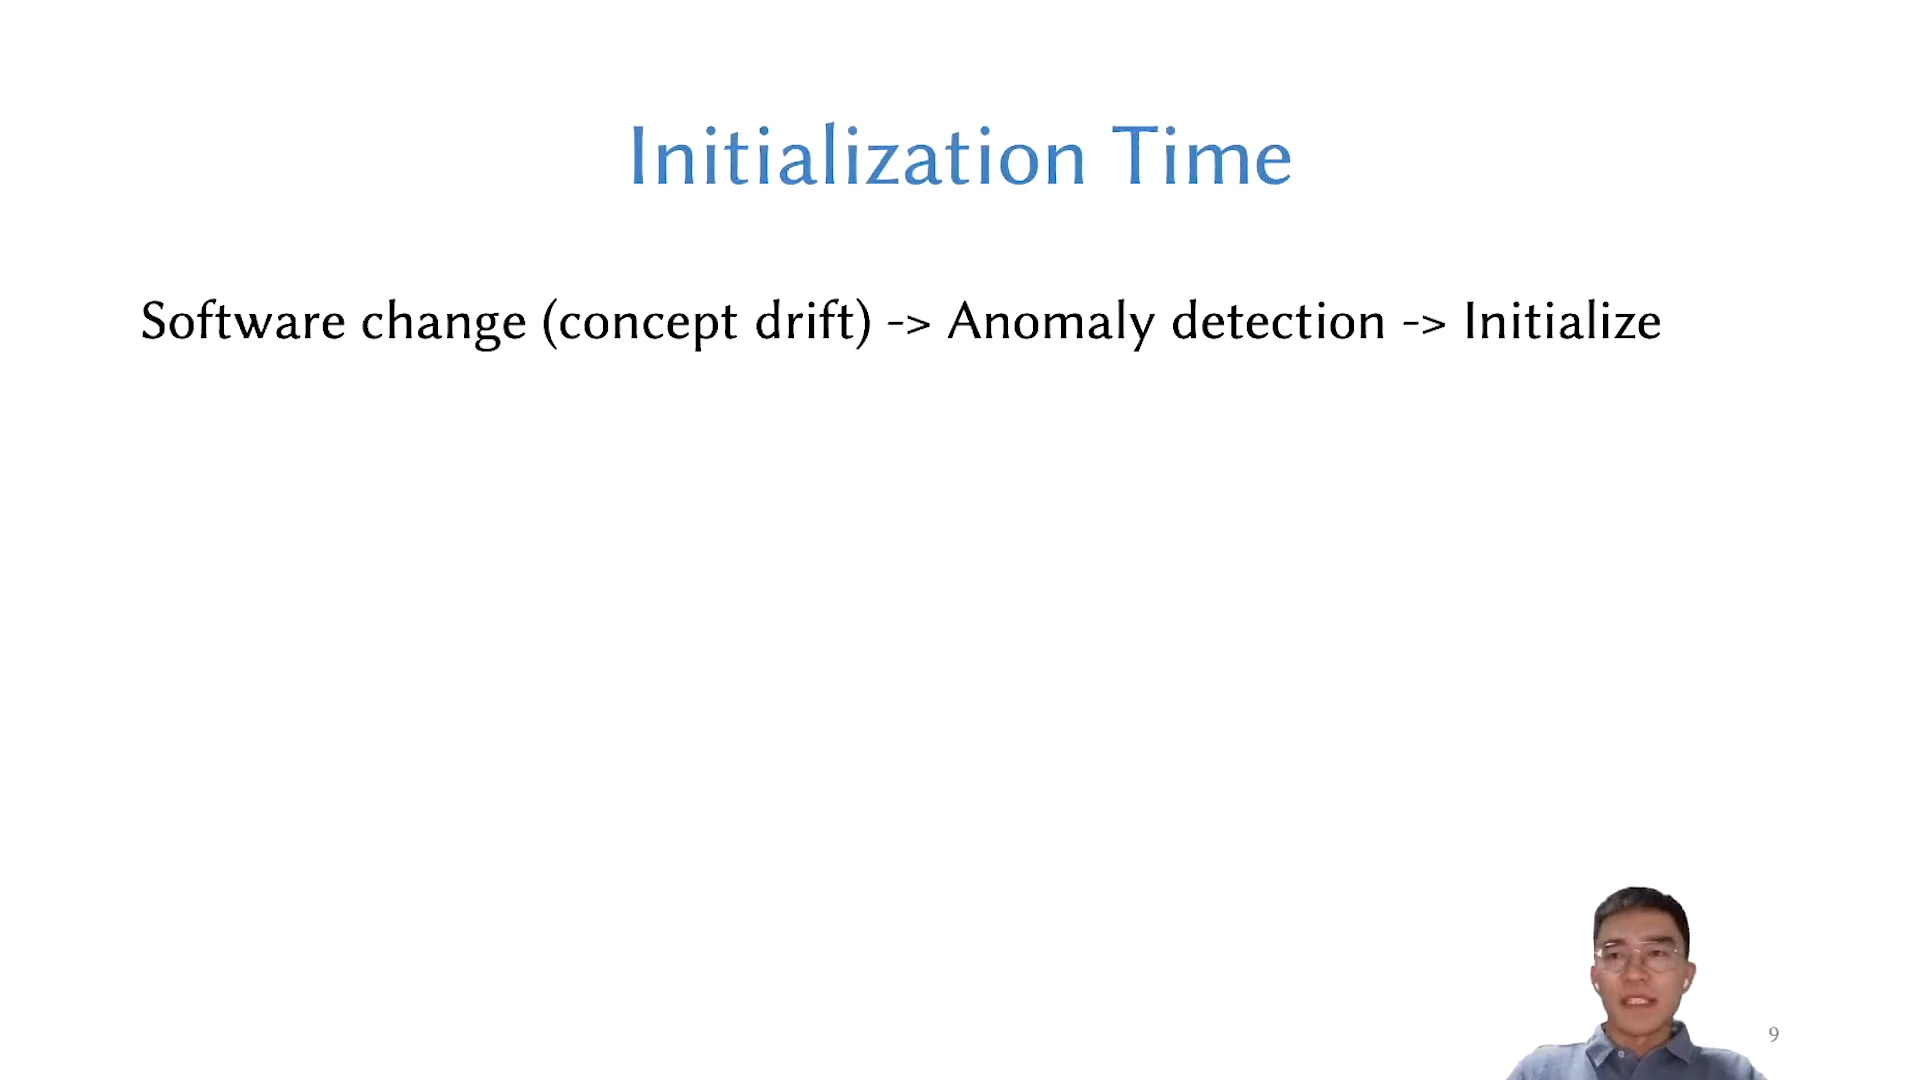 Initialization Time
Software change (concept drift) -> Anomaly detection -> Initialize
9